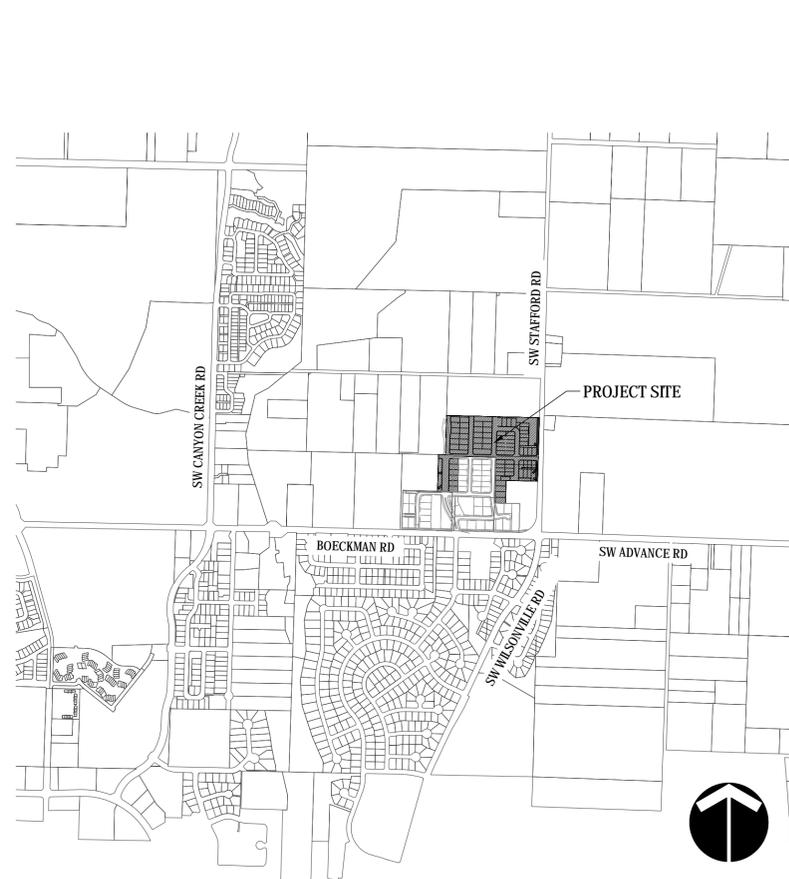 SW STAFFORD RD
PROJECT SITE
SW CANYON CREEK RD
BOECKMAN RD
SW ADVANCE RD
SW WILSONVILLE RD